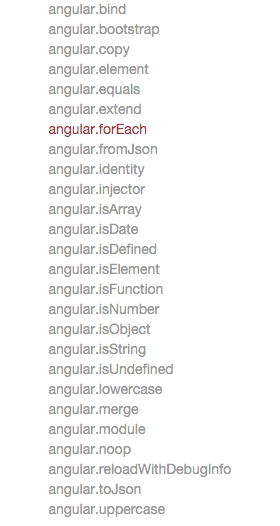 angular.bind
angular.bootstrap
angular.copy
angular.element
angular.equals
angular.extend
angular.forEach
angular.fromJson
angular.identity
angular.injector
angular.isArray
angular.isDate
angular.isDefined
angular.isElement
angular.isFunction
angular.isNumber
angular.isObject
angular.isString
angular.isUndefined
angular.lowercase
angular.merge
angular.module
angular.noop
angular.reloadWithDebugInfo
angular.toJson
angular.uppercase